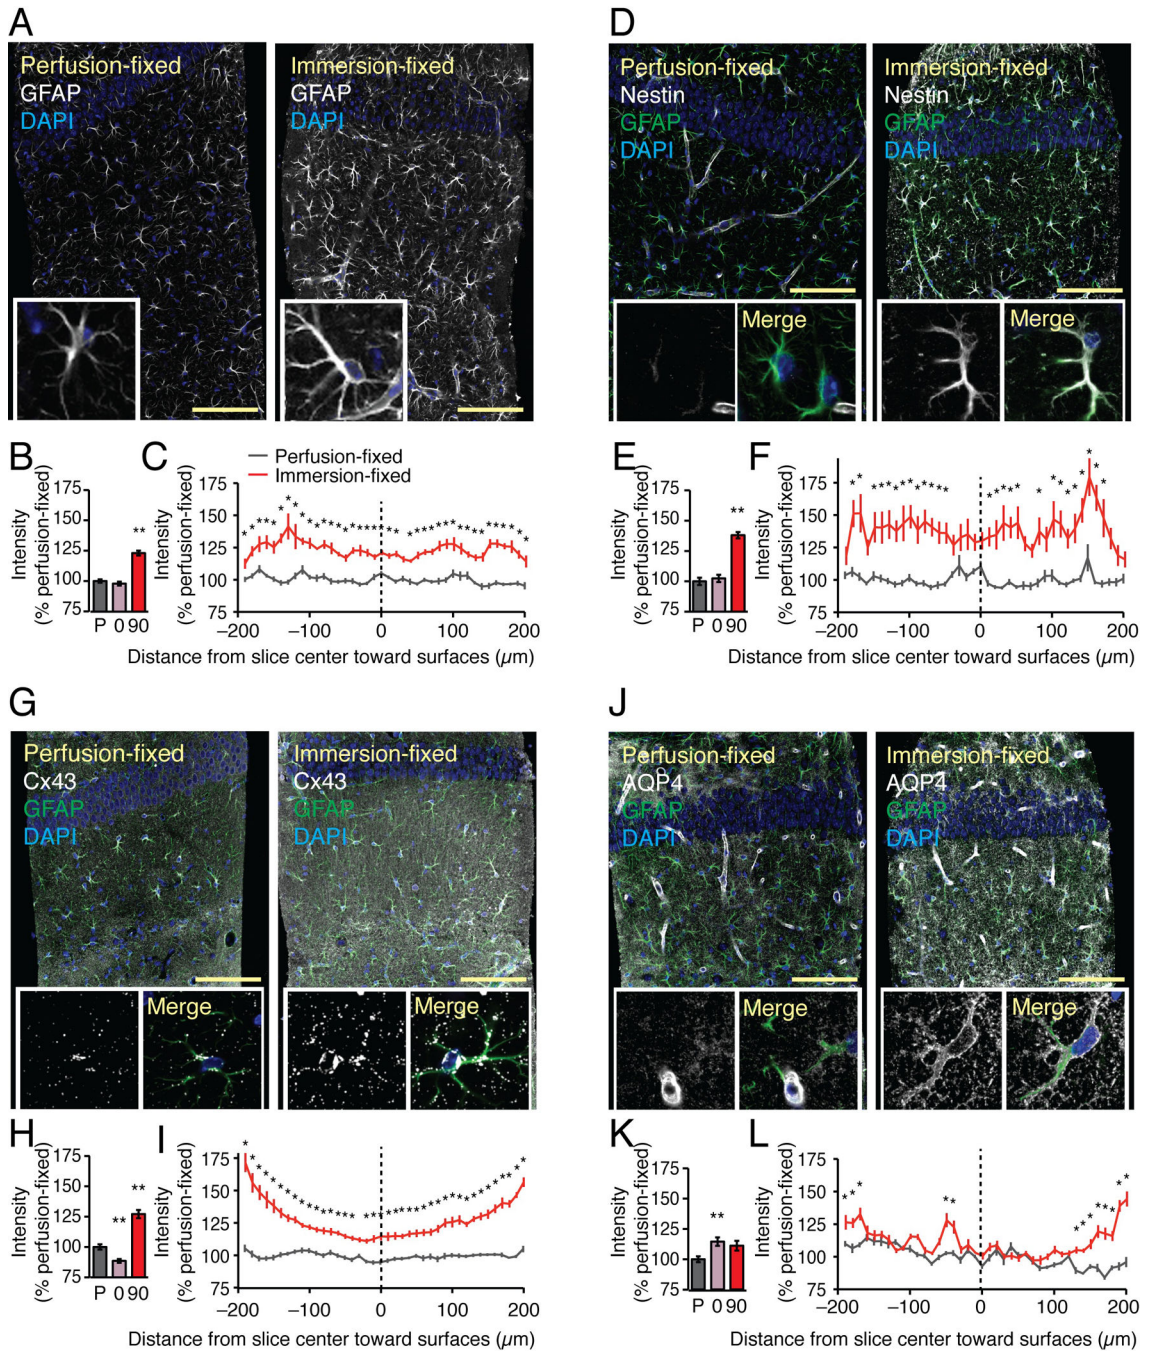 A
Perfusion-fixed
GFAP
DAPI
Immersion-fixed
GFAP
DAPI
D
Perfusion-fixed
Nestin
GFAP
DAPI
Merge
Immersion-fixed
Nestin
GFAP
DAPI
Merge
B
Intensity
(% perfusion-fixed)
175
150
125
100
75
**
P 0 90
C
Perfusion-fixed
Immersion-fixed
Intensity
(% perfusion-fixed)
175
150
125
100
75
−200 −100 0 100 200
Distance from slice center toward surfaces (µm)
E
Intensity
(% perfusion-fixed)
175
150
125
100
75
**
P 0 90
F
Intensity
(% perfusion-fixed)
175
150
125
100
75
−200 −100 0 100 200
Distance from slice center toward surfaces (µm)
G
Perfusion-fixed
Cx43
GFAP
DAPI
Merge
Immersion-fixed
Cx43
GFAP
DAPI
Merge
J
Perfusion-fixed
AQP4
GFAP
DAPI
Merge
Immersion-fixed
AQP4
GFAP
DAPI
Merge
H
Intensity
(% perfusion-fixed)
175
150
125
100
75
** **
P 0 90
I
Intensity
(% perfusion-fixed)
175
150
125
100
75
−200 −100 0 100 200
Distance from slice center toward surfaces (µm)
K
Intensity
(% perfusion-fixed)
175
150
125
100
75
**
P 0 90
L
Intensity
(% perfusion-fixed)
175
150
125
100
75
−200 −100 0 100 200
Distance from slice center toward surfaces (µm)